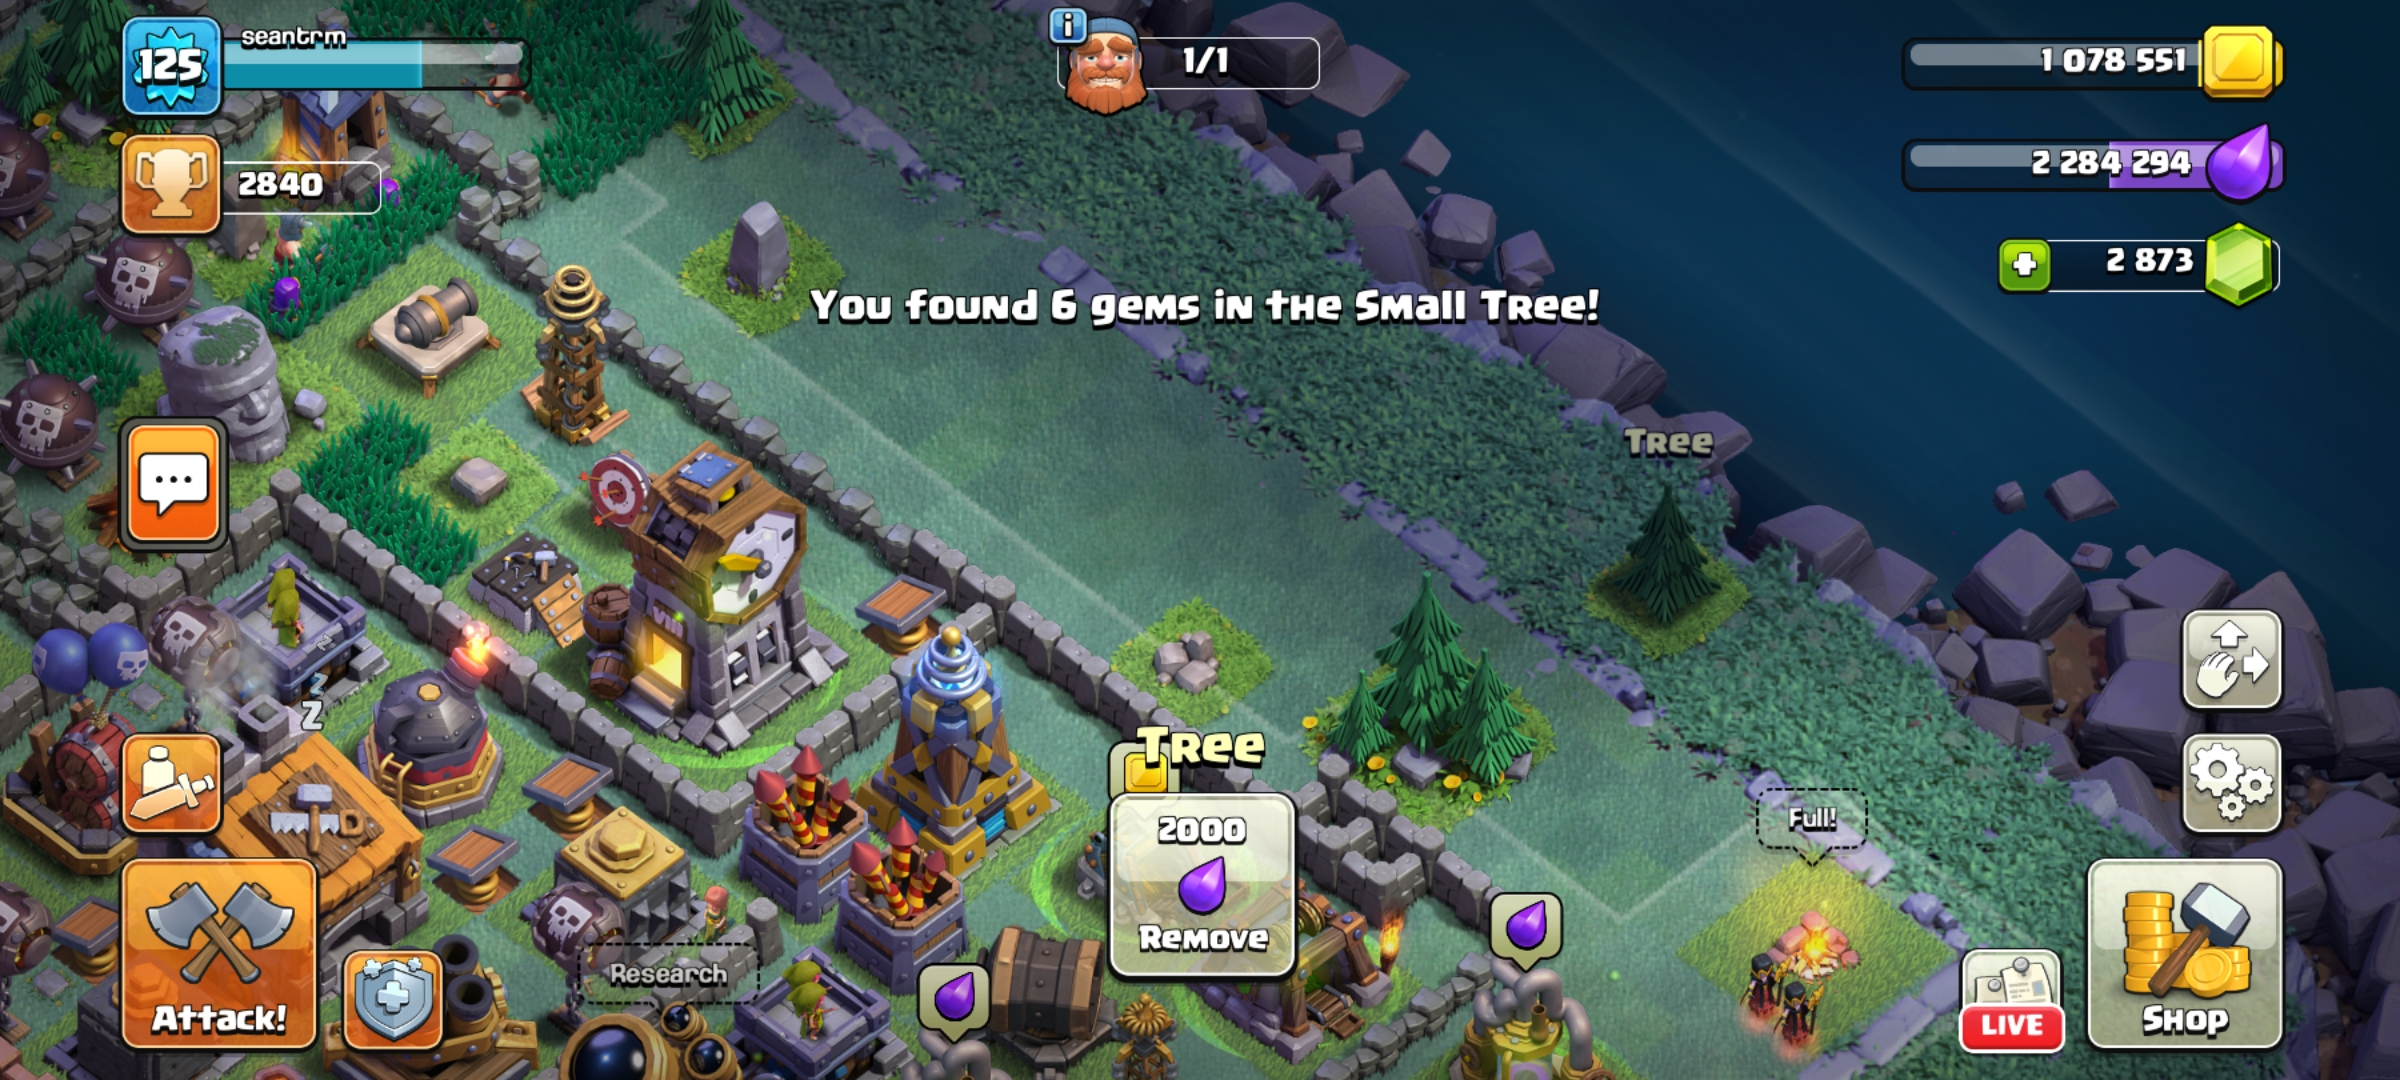 125
seantrm
1/1
1 078 551
2840
2 284 294
2 873
You found 6 gems in the Small Tree!
Tree
Tree
2000
Remove
Full!
Research
Attack!
LIVE
Shop
z
Z